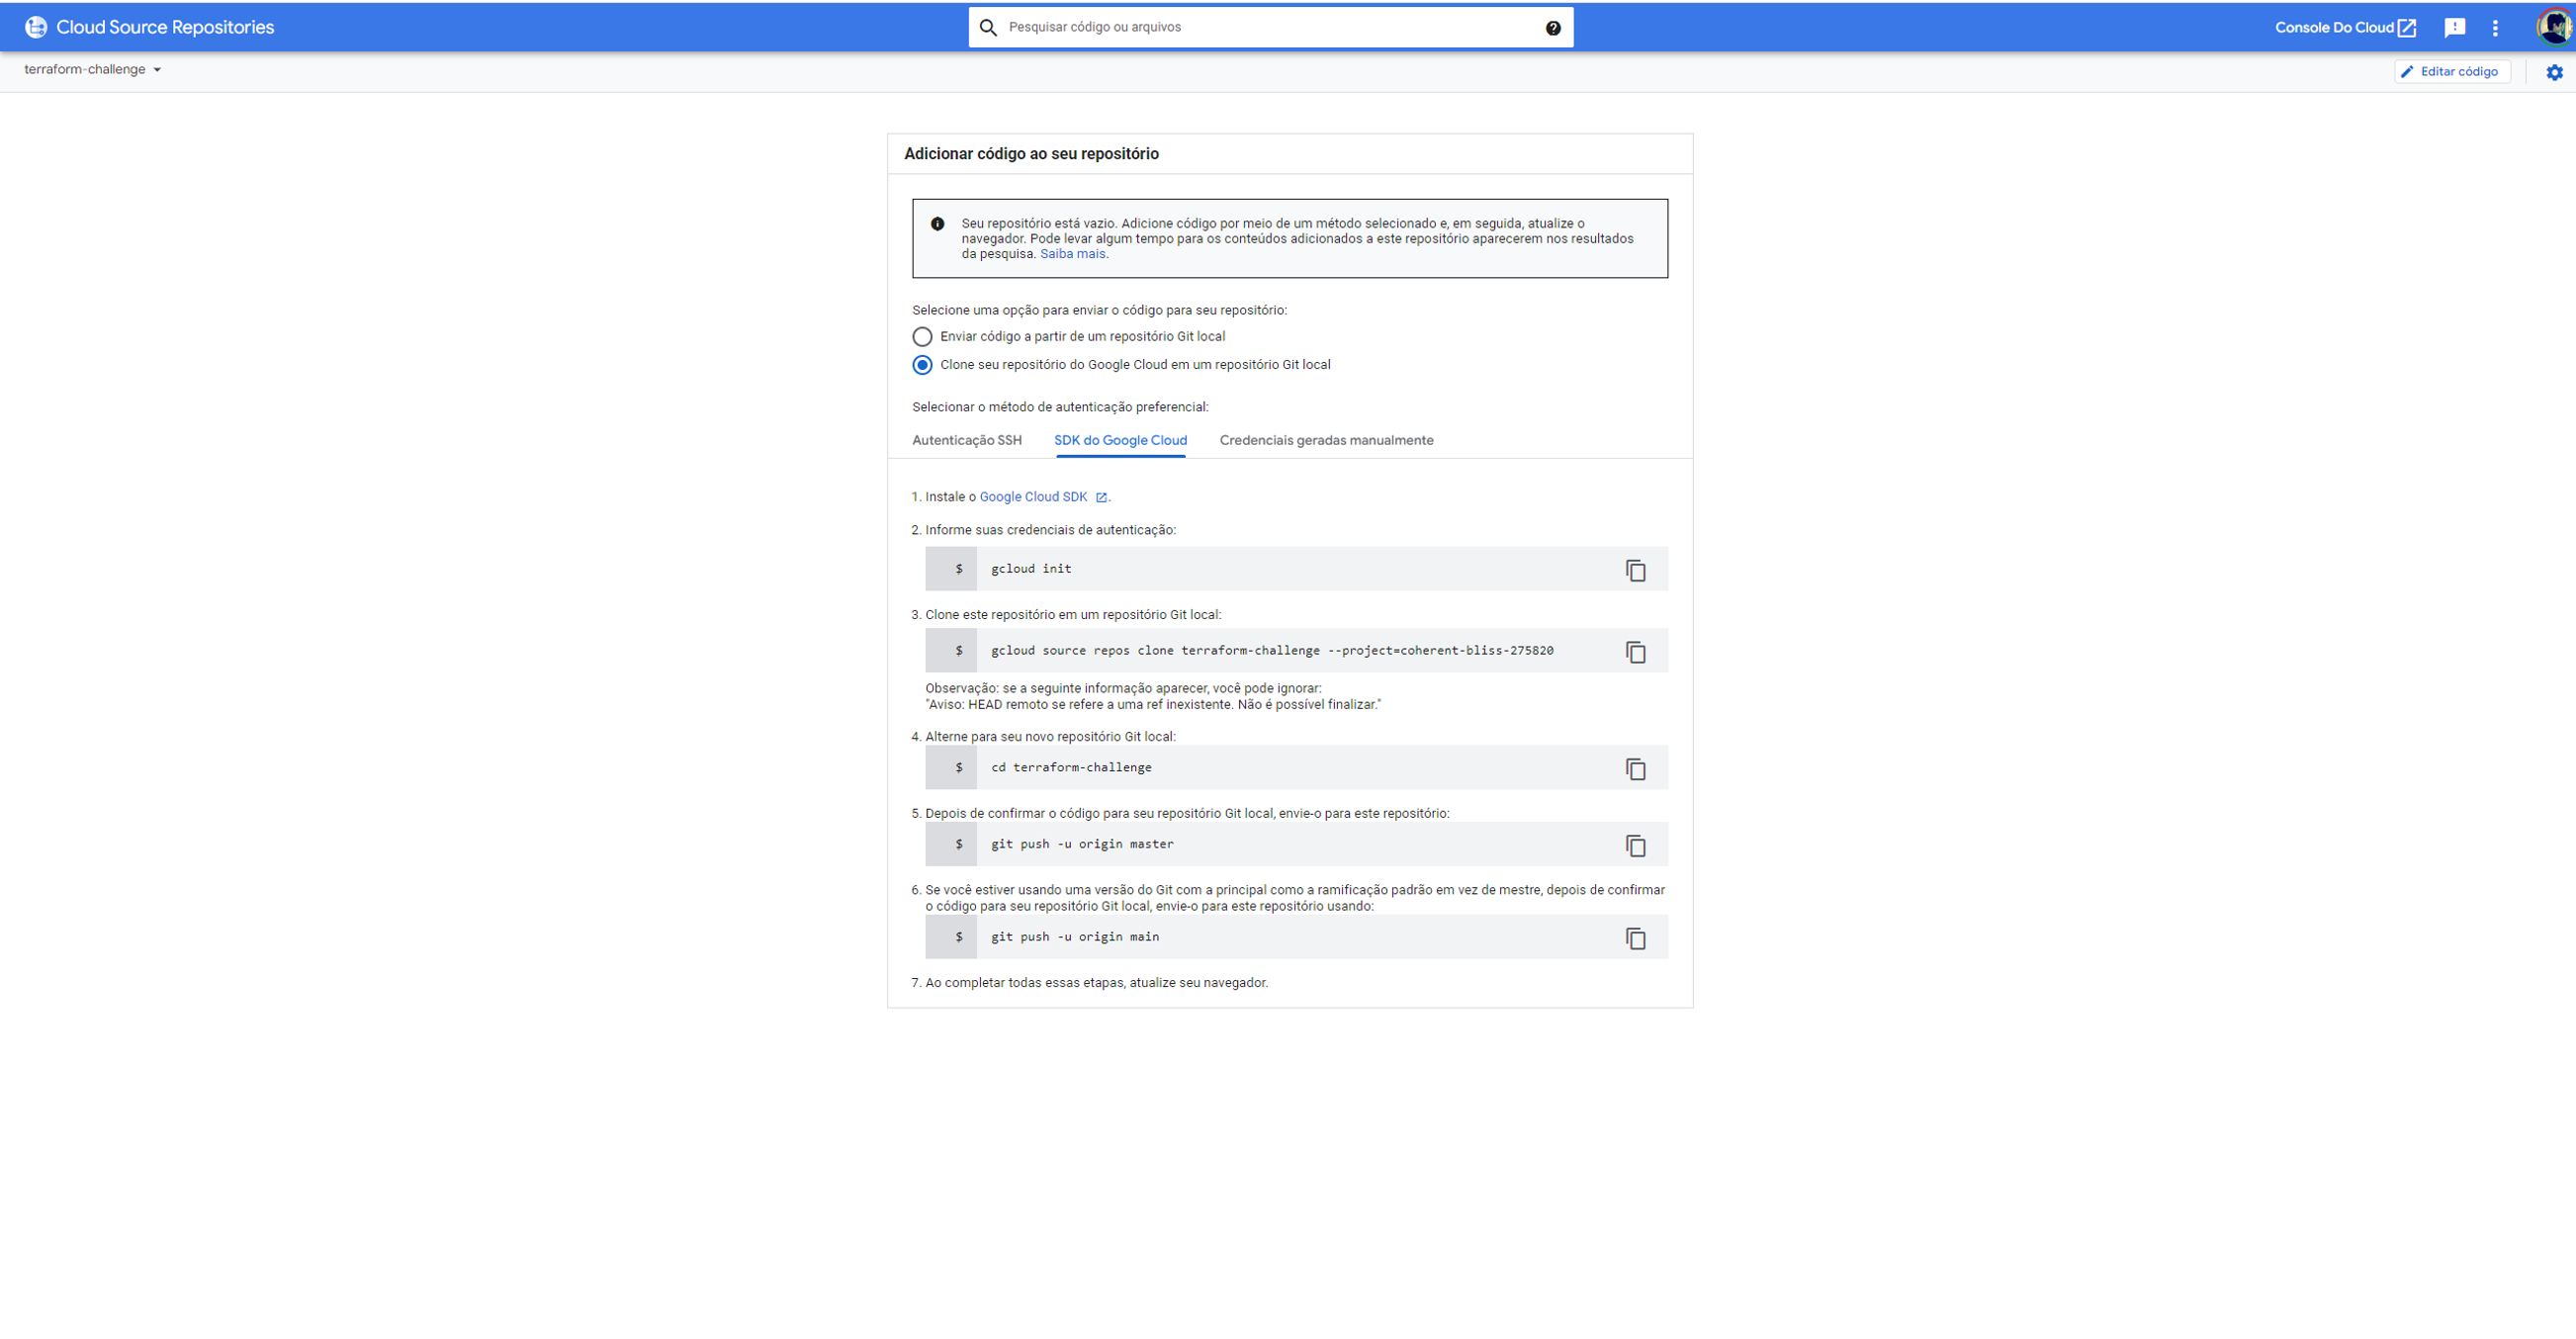 Cloud Source Repositories
Pesquisar código ou arquivos
Console Do Cloud
terraform-challenge
Editar código
Adicionar código ao seu repositório
Seu repositório está vazio. Adicione código por meio de um método selecionado e, em seguida, atualize o
navegador. Pode levar algum tempo para os conteúdos adicionados a este repositório aparecerem nos resultados
da pesquisa. Saiba mais.
Selecione uma opção para enviar o código para seu repositório:
Enviar código a partir de um repositório Git local
Clone seu repositório do Google Cloud em um repositório Git local
Selecionar o método de autenticação preferencial:
Autenticação SSH SDK do Google Cloud Credenciais geradas manualmente
1. Instale o Google Cloud SDK .
2. Informe suas credenciais de autenticação:
$ gcloud init
3. Clone este repositório em um repositório Git local:
$ gcloud source repos clone terraform-challenge --project=coherent-bliss-275820
Observação: se a seguinte informação aparecer, você pode ignorar:
"Aviso: HEAD remoto se refere a uma ref inexistente. Não é possível finalizar."
4. Alterne para seu novo repositório Git local:
$ cd terraform-challenge
5. Depois de confirmar o código para seu repositório Git local, envie-o para este repositório:
$ git push -u origin master
6. Se você estiver usando uma versão do Git com a principal como a ramificação padrão em vez de mestre, depois de confirmar
o código para seu repositório Git local, envie-o para este repositório usando:
$ git push -u origin main
7. Ao completar todas essas etapas, atualize seu navegador.